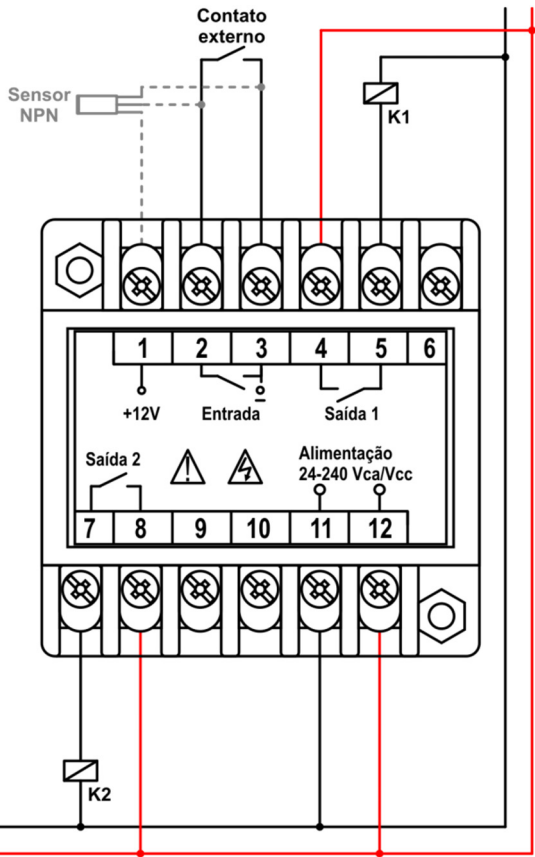 Contato
externo
Sensor
NPN
K1
1 2 3 4 5 6
+12V Entrada Saída 1
Saída 2
Alimentação
24-240 Vca/Vcc
7 8 9 10 11 12
K2